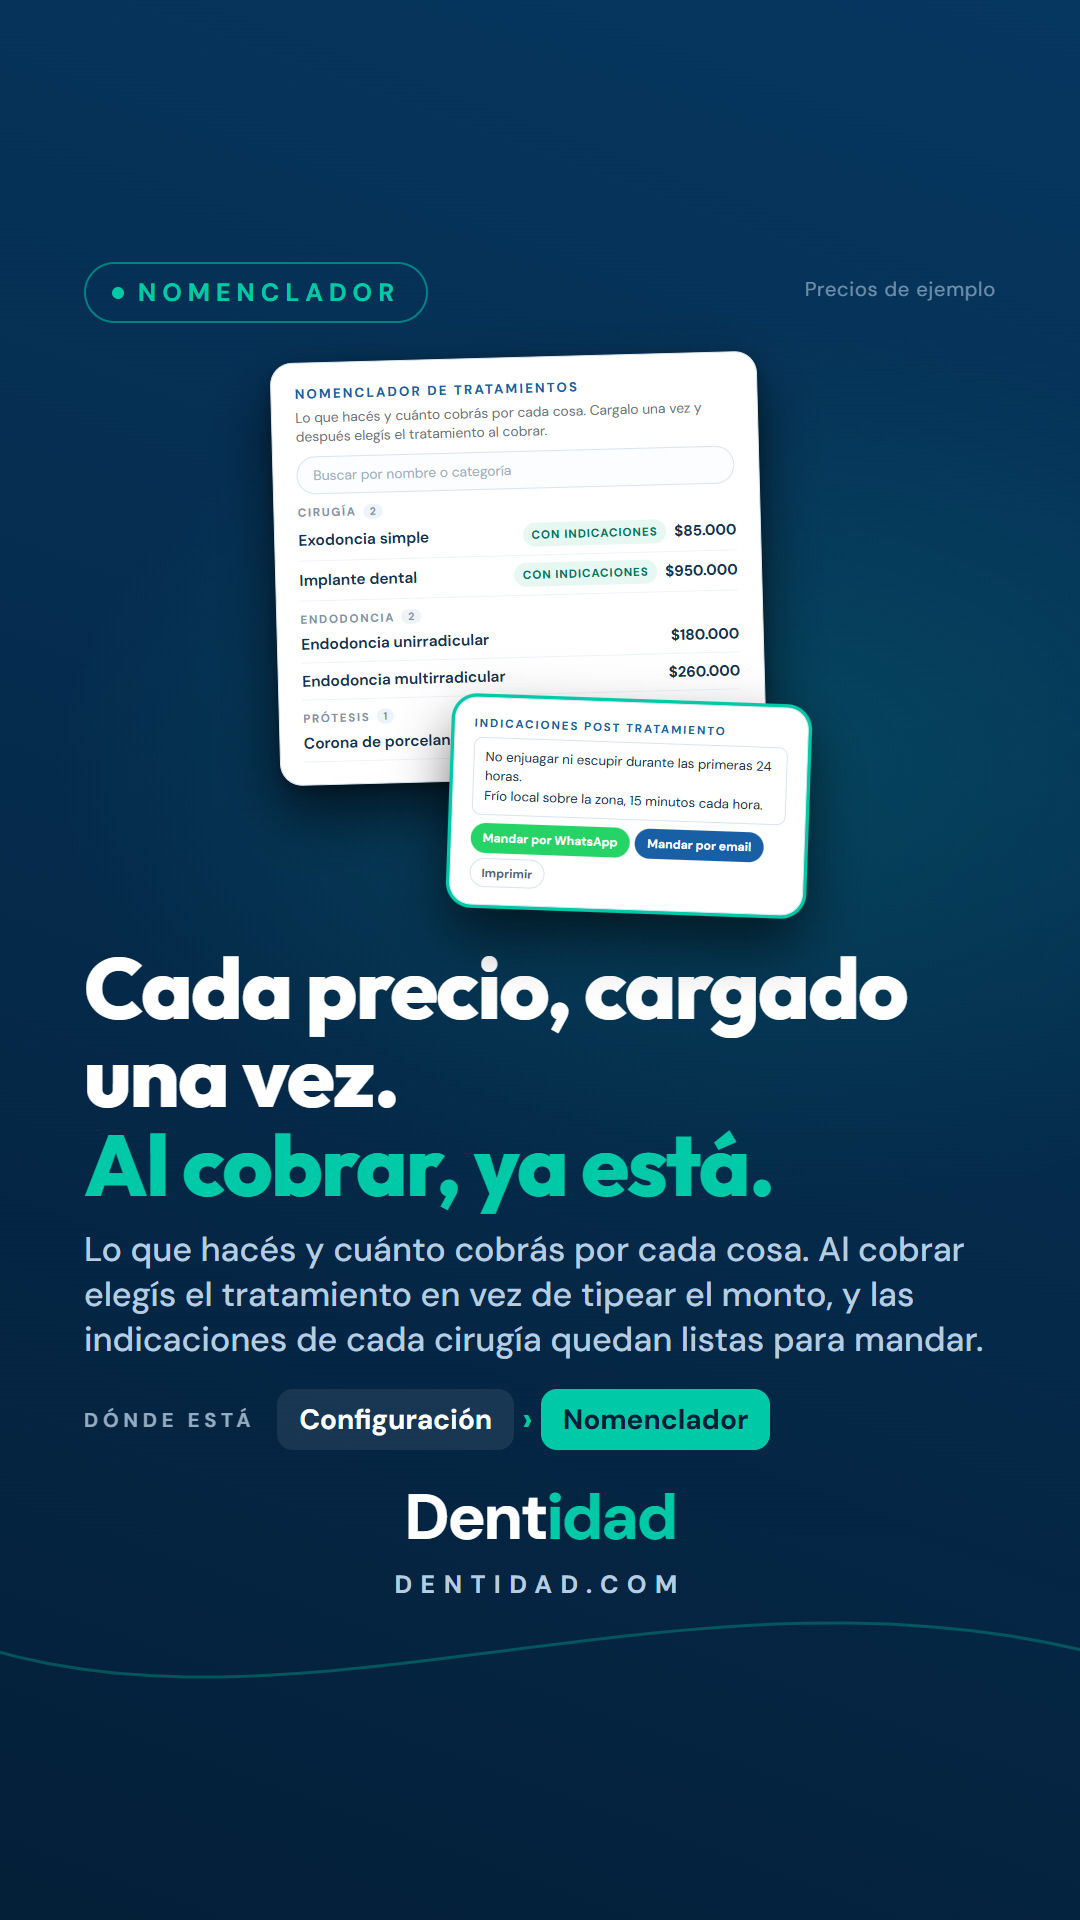 NOMENCLADOR
Precios de ejemplo
NOMENCLADOR DE TRATAMIENTOS
Lo que hacés y cuánto cobrás por cada cosa. Cargalo una vez y
después elegís el tratamiento al cobrar.
Buscar por nombre o categoría
CIRUGÍA 2
Exodoncia simple CON INDICACIONES $85.000
Implante dental CON INDICACIONES $950.000
ENDODONCIA 2
Endodoncia unirradicular $180.000
Endodoncia multirradicular $260.000
PRÓTESIS 1
Corona de porcelan
INDICACIONES POST TRATAMIENTO
No enjuagar ni escupir durante las primeras 24
horas.
Frío local sobre la zona, 15 minutos cada hora.
Mandar por WhatsApp Mandar por email
Imprimir
Cada precio, cargado
una vez.
Al cobrar, ya está.
Lo que hacés y cuánto cobrás por cada cosa. Al cobrar
elegís el tratamiento en vez de tipear el monto, y las
indicaciones de cada cirugía quedan listas para mandar.
DÓNDE ESTÁ Configuración › Nomenclador
Dentidad
DENTIDAD.COM